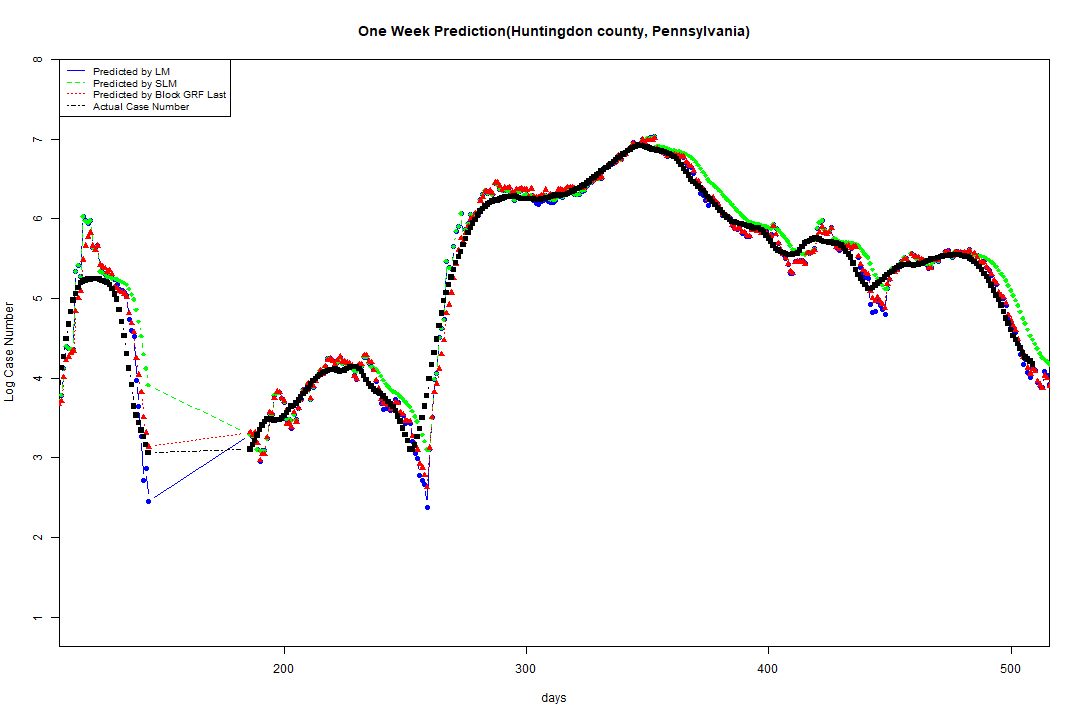 One Week Prediction(Huntingdon county, Pennsylvania)
Predicted by LM
Predicted by SLM
Predicted by Block GRF Last
Actual Case Number
Log Case Number
8
7
6
5
4
3
2
1
200 300 400 500
days